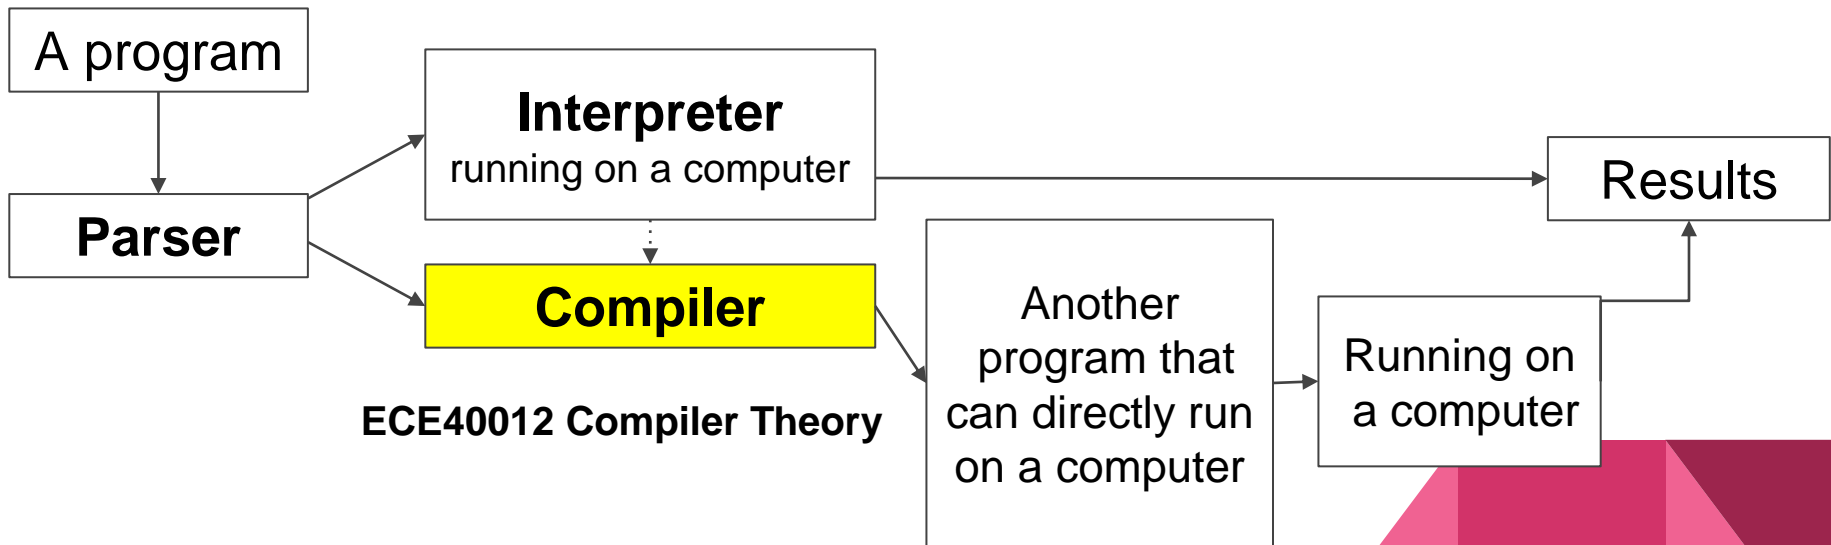 A program
Parser
Interpreter
running on a computer
Compiler
ECE40012 Compiler Theory
Another
program that
can directly run
on a computer
Running on
a computer
Results